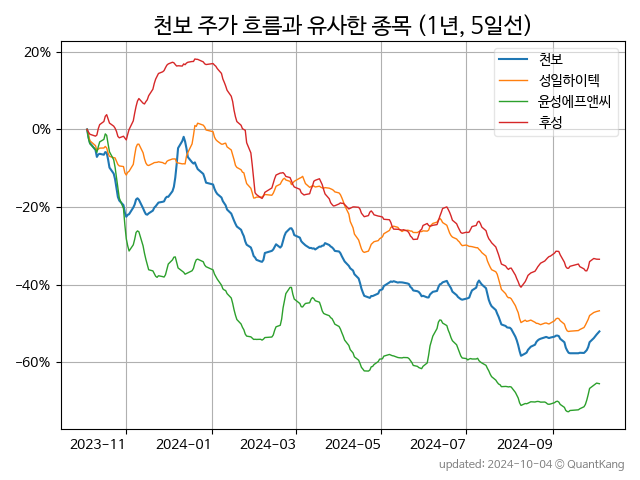 천보 주가 흐름과 유사한 종목 (1년, 5일선)
천보
성일하이텍
윤성에프앤씨
후성
20%
0%
−20%
−40%
−60%
2023-11 2024-01 2024-03 2024-05 2024-07 2024-09
updated: 2024-10-04 © QuantKang